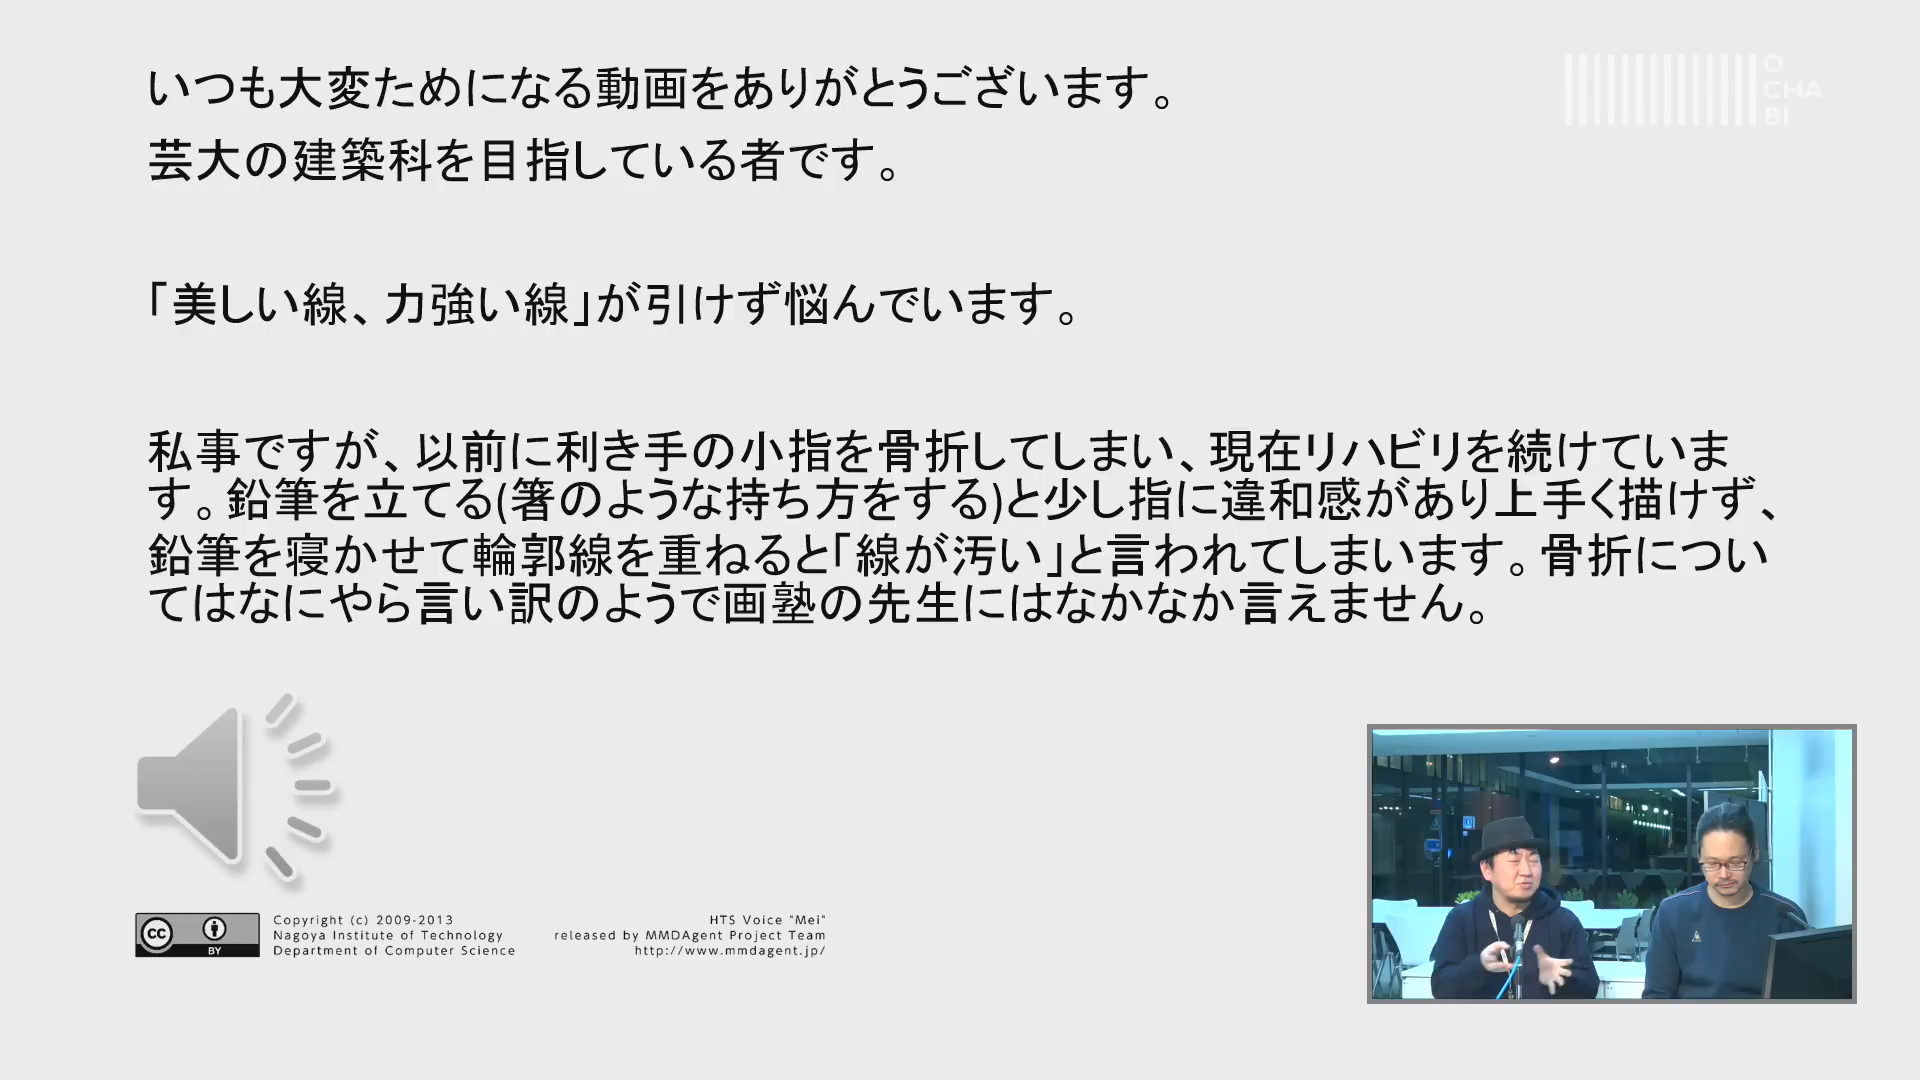 いつも大変ためになる動画をありがとうございます。
芸大の建築科を目指している者です。
「美しい線、力強い線」が引けず悩んでいます。
私事ですが、以前に利き手の小指を骨折してしまい、現在リハビリを続けていま
す。鉛筆を立てる(箸のような持ち方をする)と少し指に違和感があり上手く描けず、
鉛筆を寝かせて輪郭線を重ねると「線が汚い」と言われてしまいます。骨折につい
てはなにやら言い訳のようで画塾の先生にはなかなか言えません。
O
CHA
BI
cc
BY
Copyright (c) 2009-2013
Nagoya Institute of Technology
Department of Computer Science
HTS Voice "Mei"
released by MMDAgent Project Team
http://www.mmdagent.jp/